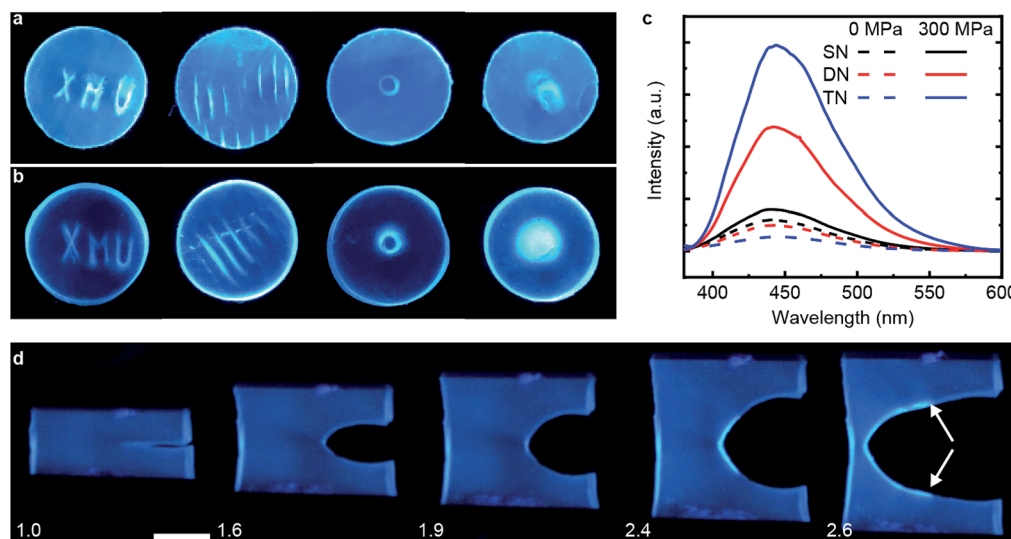 a
X M U
b
X M U
c
0 MPa 300 MPa
SN
DN
TN
Intensity (a.u.)
400 450 500 550 600
Wavelength (nm)
d
1.0 1.6 1.9 2.4 2.6